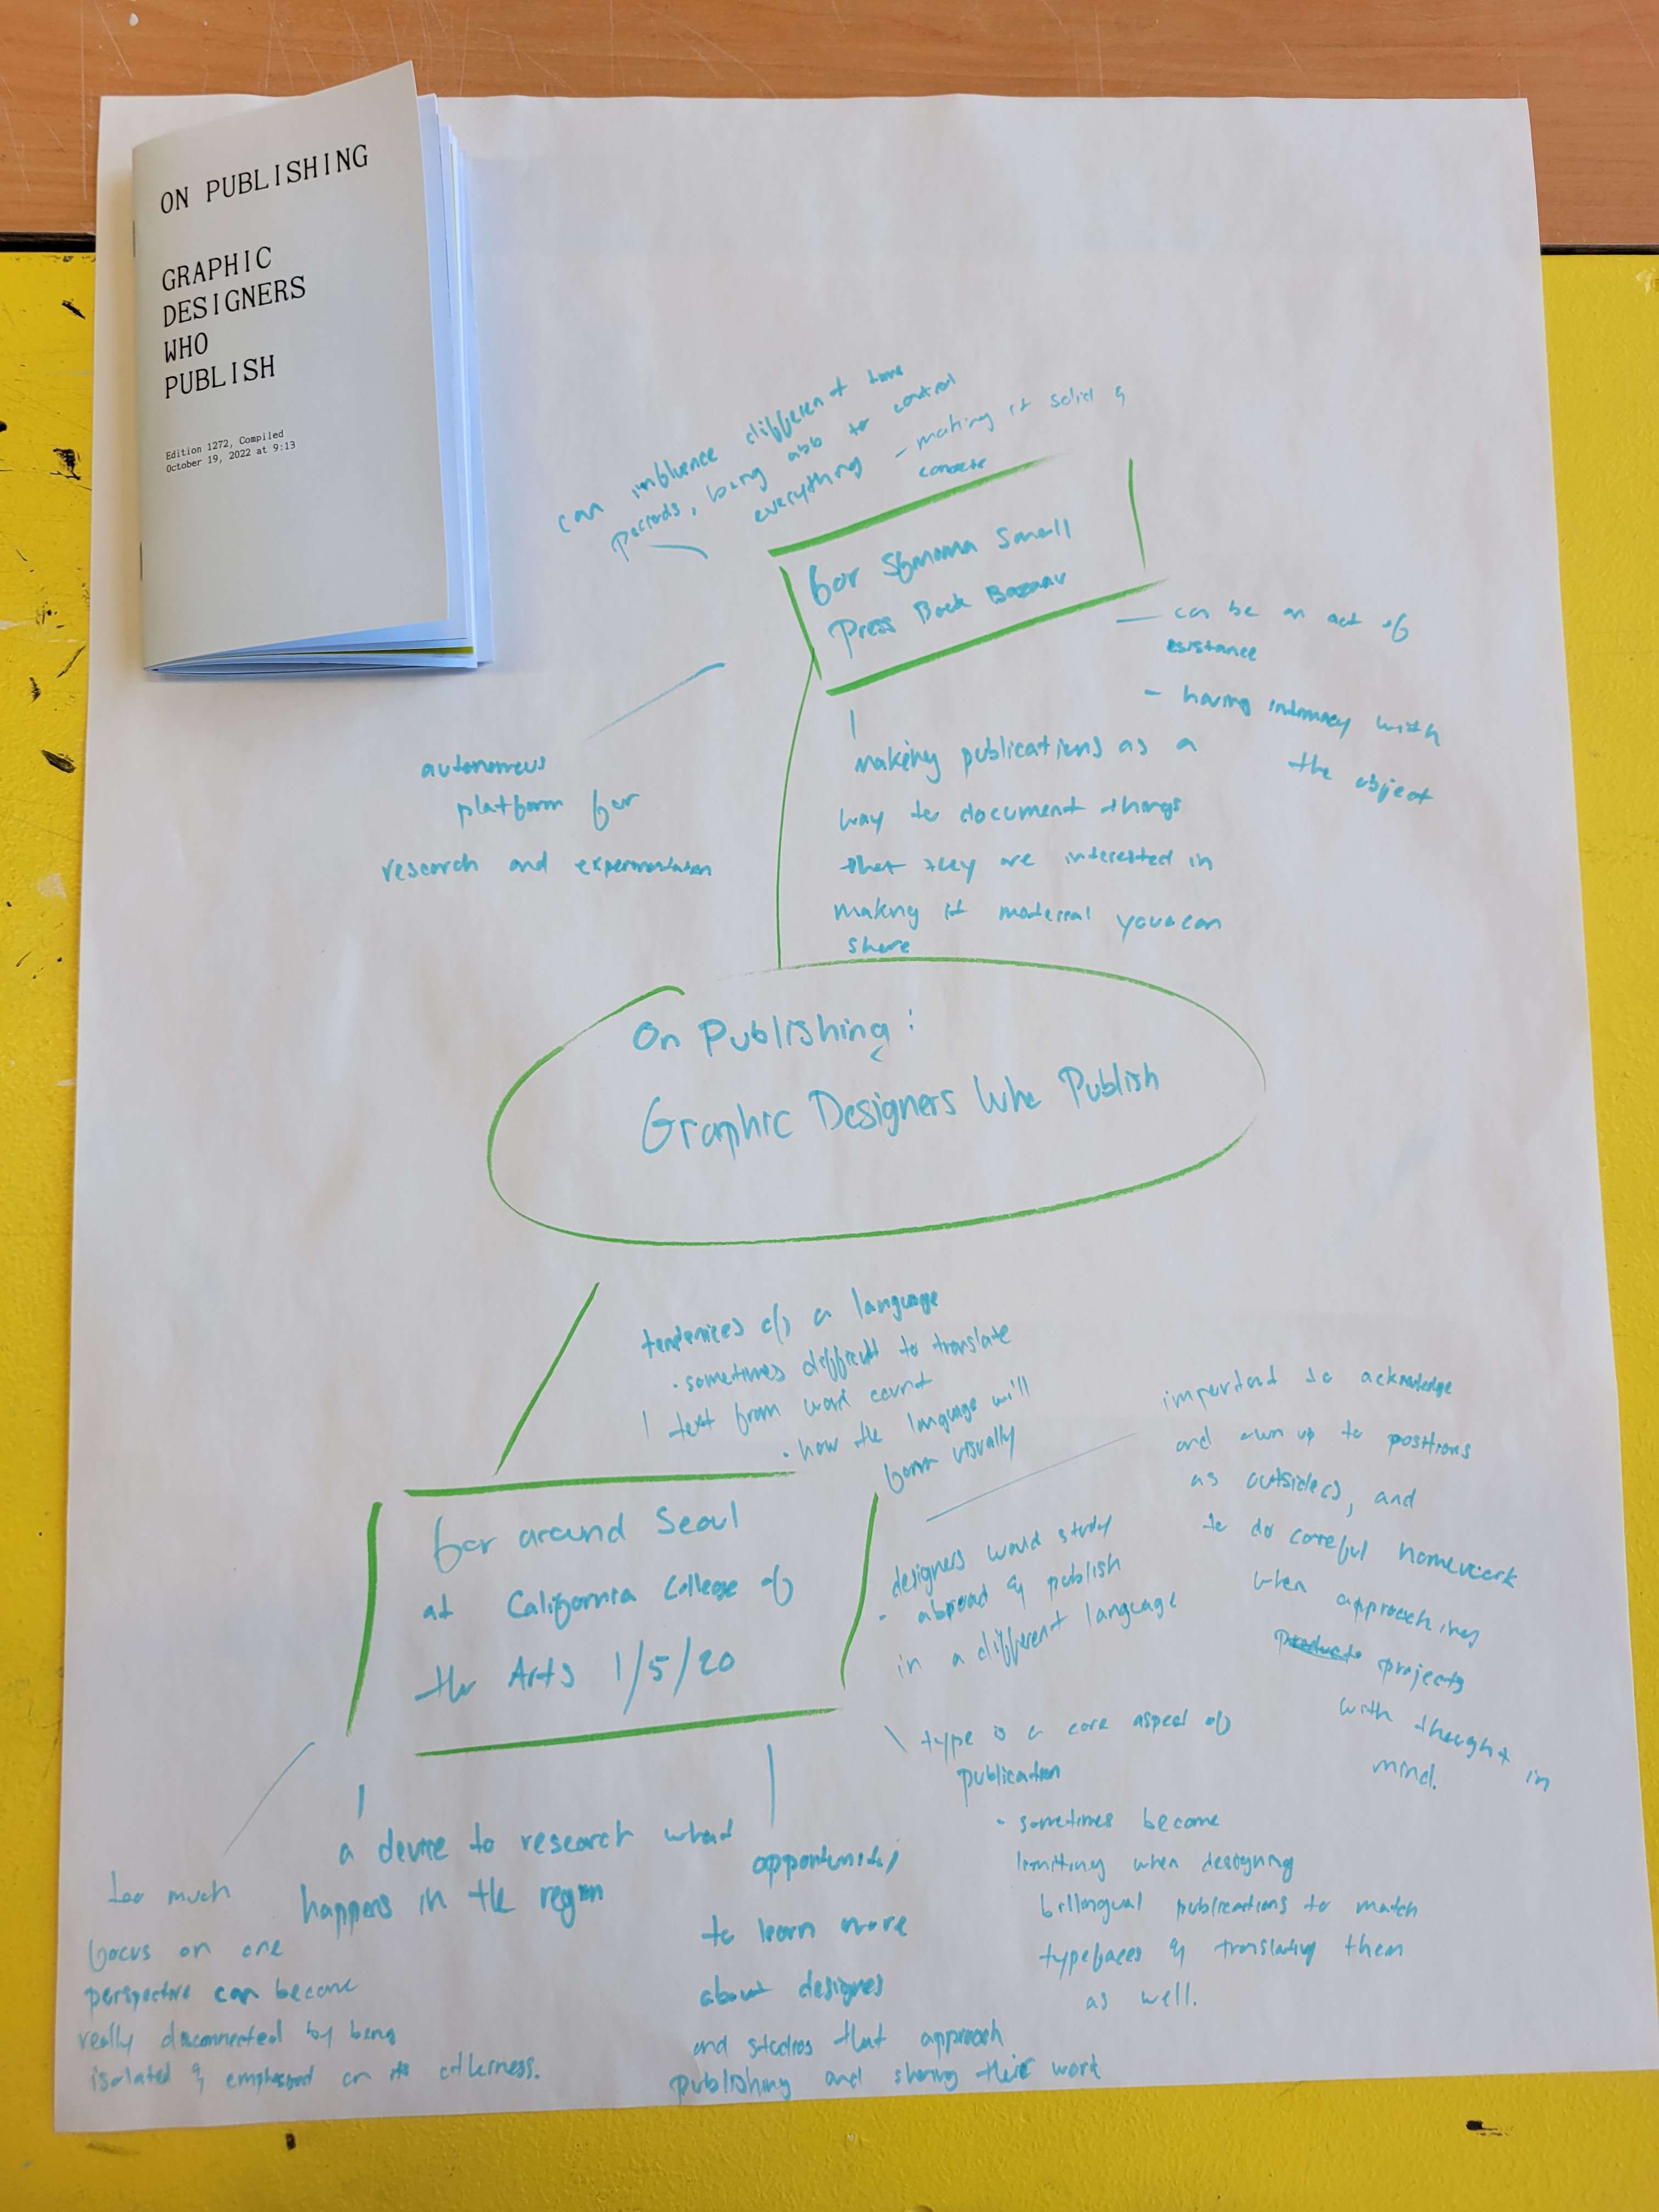 ON PUBLISHING
GRAPHIC
DESIGNERS
WHO
PUBLISH
Edition 1272, Compiled
October 19, 2022 at 9:13
can influence different time
periods, being able to control
everything
- making it solid &
concrete
for Sonoma Small
Press Book Bazaar
- can be an act of
resistance
- having intimacy with
the object
autonomous
platform for
research and experimentation
making publications as a
way to document things
that they are interested in
making it material you can
share
On Publishing:
Graphic Designers Who Publish
tendencies of a language
• sometimes difficult to translate
text from word count
• how the language will
form visually
important to acknowledge
and own up to positions
as outsiders, and
to do careful homework
when approaching
projects
with thought in
mind.
for around Seoul
at California College of
the Arts 1/5/20
designers would study
• abroad & publish
in a different language
type is a core aspect of
publication
• sometimes become
limiting when designing
billingual publications to match
typefaces & translating them
as well.
a device to research what
happens in the region
too much
focus on one
perspective can become
really disconnected by being
isolated & on its otherness.
opportunity
to learn more
about designers
and studios that approach
publishing and sharing their work